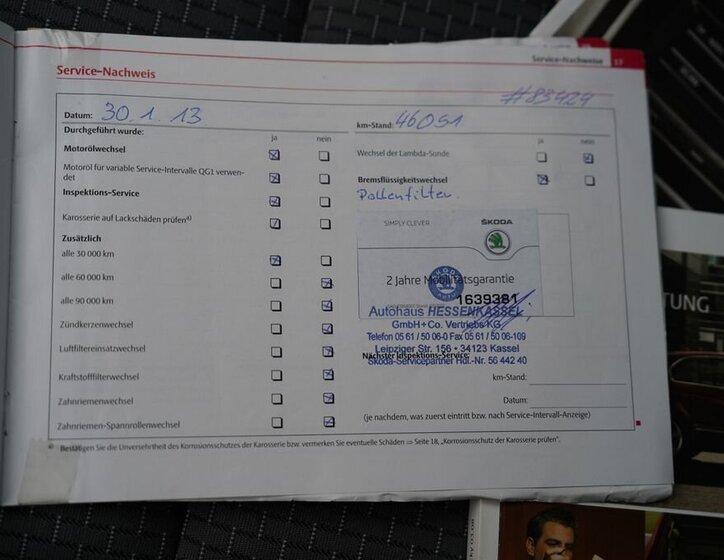 Service-Nachweise 17
Service-Nachweis
#83929
Datum: 30.1.13
km-Stand: 46051
Durchgeführt wurde:
ja nein
ja nein
Motorölwechsel
Wechsel der Lambda-Sonde
Motoröl für variable Service-Intervalle QG1 verwen-
det
Bremsflüssigkeitswechsel
Inspektions-Service
Pollenfilter
Karosserie auf Lackschäden prüfen a)
SIMPLY CLEVER
ŠKODA
Zusätzlich
alle 30 000 km
alle 60 000 km
2 Jahre Mobilitätsgarantie
alle 90 000 km
1639381
Autohaus HESSENKASSEL
Zündkerzenwechsel
GmbH+Co. Vertriebs KG
Telefon 05 61 / 50 06-0 Fax 05 61 / 50 06-109
Luftfiltereinsatzwechsel
Leipziger Str. 156 • 34123 Kassel
Nächster Inspektions-Service:
Skoda-Servicepartner Hdl.-Nr. 56 442 40
Kraftstofffilterwechsel
km-Stand:
Zahnriemenwechsel
Datum:
Zahnriemen-Spannrollenwechsel
(je nachdem, was zuerst eintritt bzw. nach Service-Intervall-Anzeige)
a) Bestätigen Sie die Unversehrtheit des Korrosionsschutzes der Karosserie bzw. vermerken Sie eventuelle Schäden ⇒ Seite 18, „Korrosionsschutz der Karosserie prüfen".
TUNG